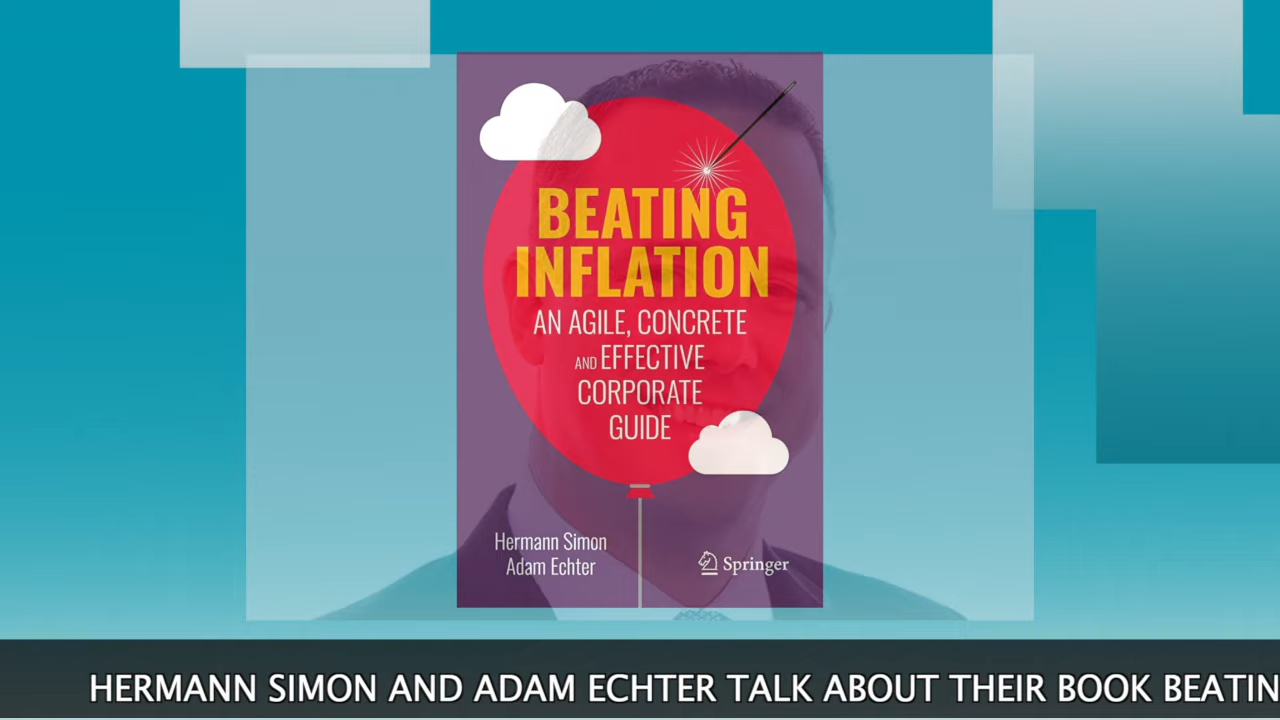 BEATING
INFLATION
AN AGILE, CONCRETE
AND EFFECTIVE
CORPORATE
GUIDE
Hermann Simon
Adam Echter
Springer
HERMANN SIMON AND ADAM ECHTER TALK ABOUT THEIR BOOK BEATIN